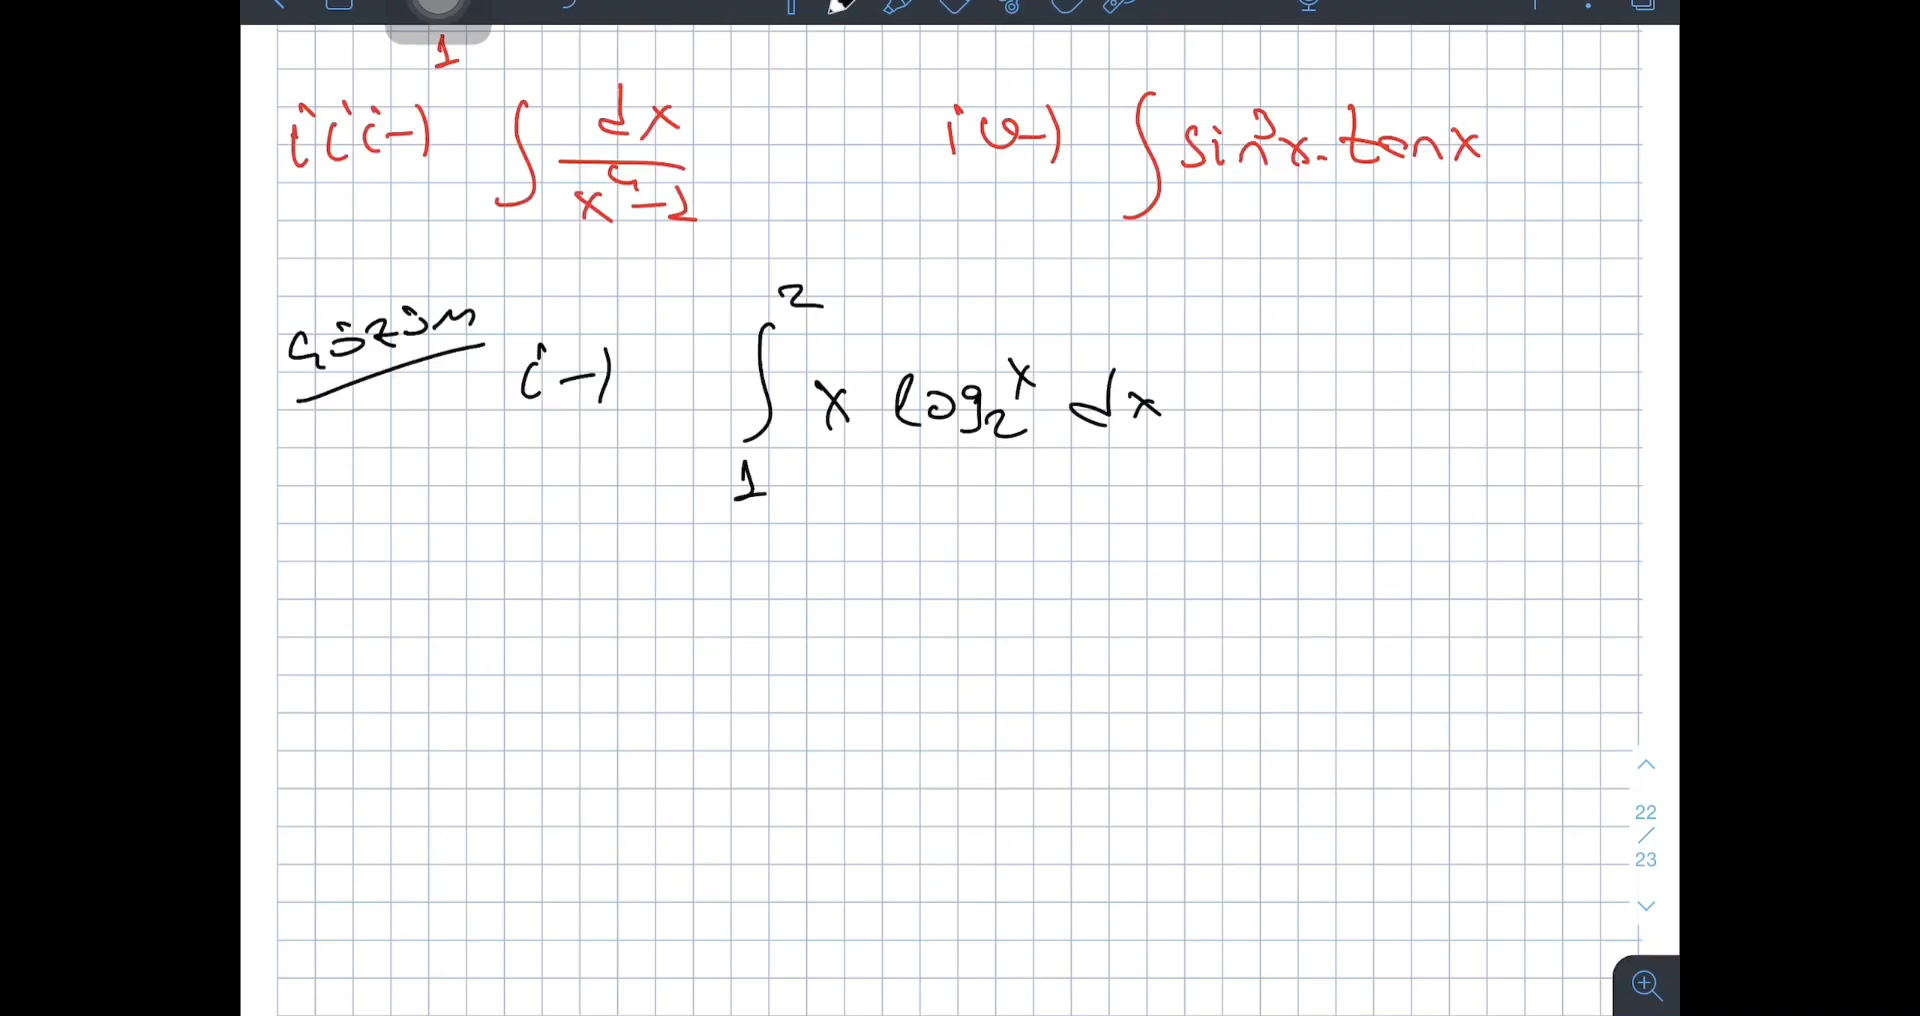 1
iii-) ∫ dx / (x⁴-1)
iv-) ∫ sin³x.tanx
Çözüm i-) ∫₁² x log₂x dx
22
/
23